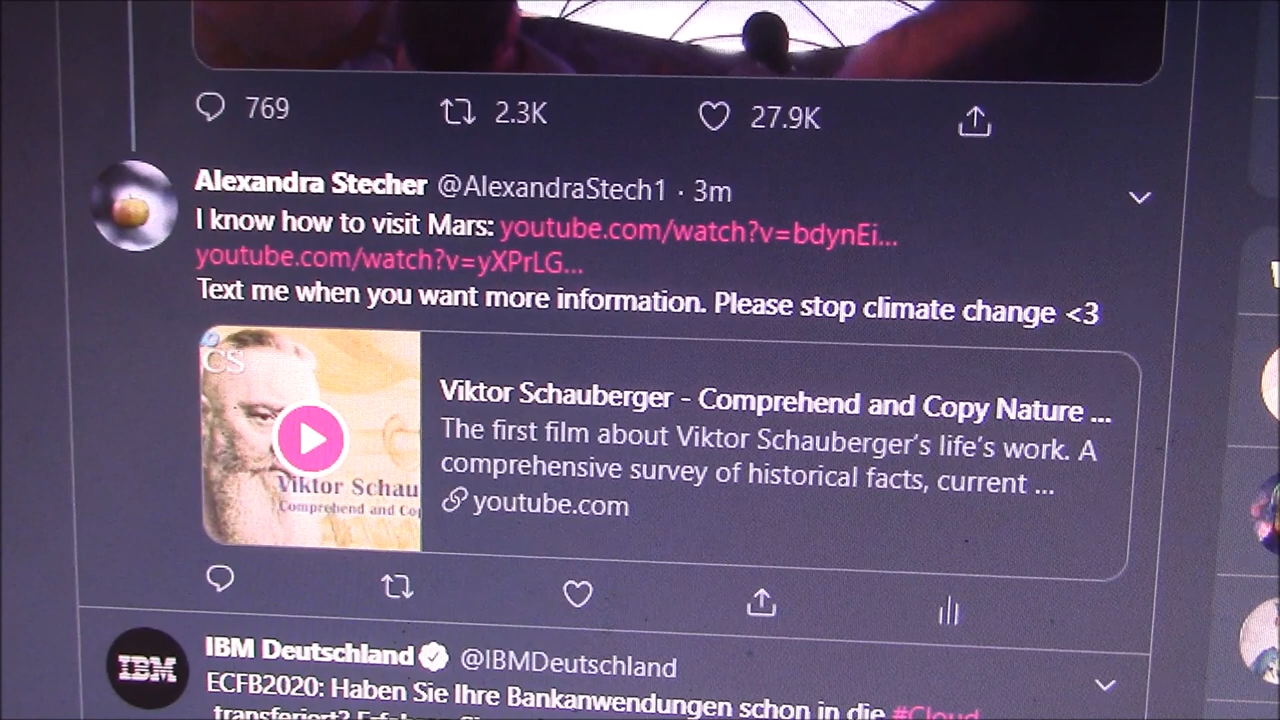 769 2.3K 27.9K
Alexandra Stecher @AlexandraStech1 · 3m
I know how to visit Mars: youtube.com/watch?v=bdynEi...
youtube.com/watch?v=yXPrLG...
Text me when you want more information. Please stop climate change <3
CS
Viktor Schau
Comprehend and Co
Viktor Schauberger - Comprehend and Copy Nature ...
The first film about Viktor Schauberger's life's work. A
comprehensive survey of historical facts, current ...
youtube.com
IBM
IBM Deutschland @IBMDeutschland
ECFB2020: Haben Sie Ihre Bankanwendungen schon in die #Cloud
transferiert?